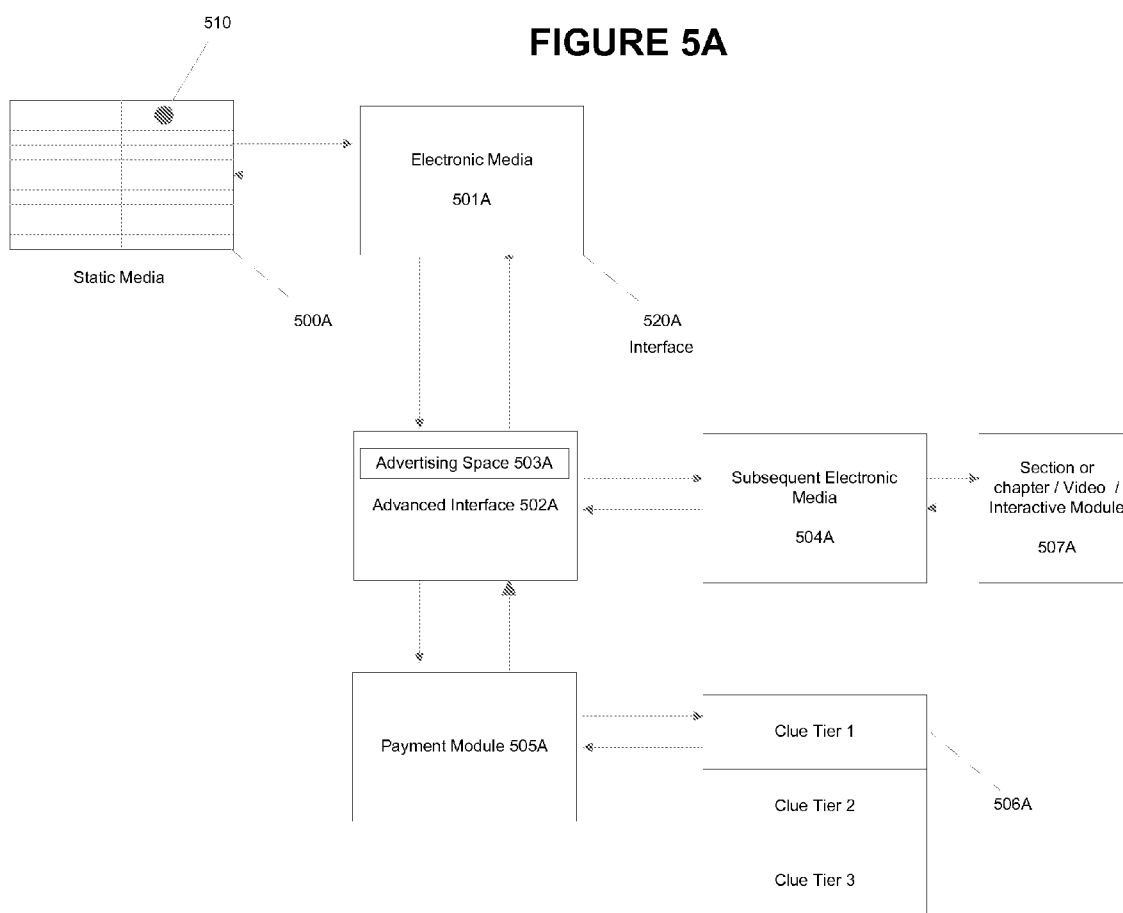 510
FIGURE 5A
Electronic Media
501A
Static Media
500A
520A
Interface
Advertising Space 503A
Advanced Interface 502A
Subsequent Electronic
Media
504A
Section or
chapter / Video /
Interactive Module
507A
Payment Module 505A
Clue Tier 1
506A
Clue Tier 2
Clue Tier 3